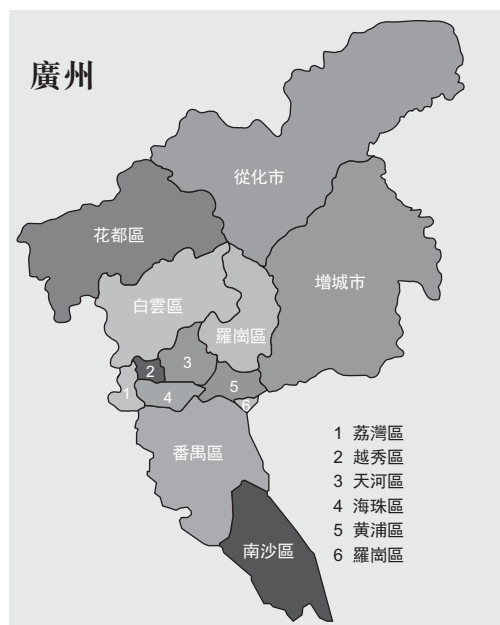 廣州
從化市
花都區
增城市
白雲區
羅崗區
3
2
5
1
4
6
番禺區
南沙區
1 荔灣區
2 越秀區
3 天河區
4 海珠區
5 黃浦區
6 羅崗區